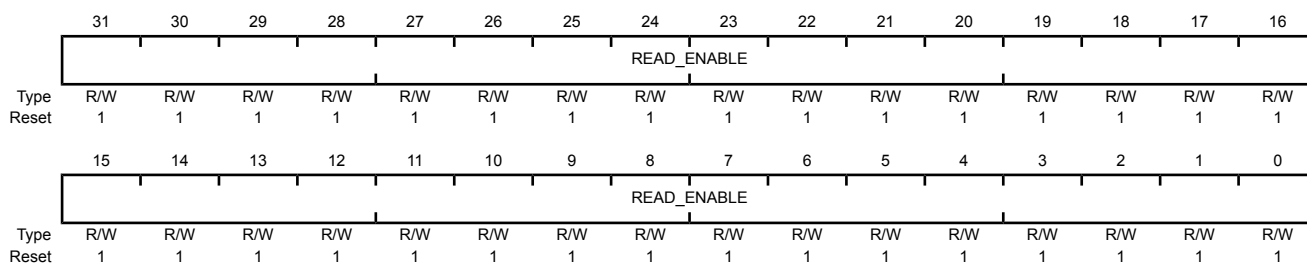 31 30 29 28 27 26 25 24 23 22 21 20 19 18 17 16
READ_ENABLE
Type R/W R/W R/W R/W R/W R/W R/W R/W R/W R/W R/W R/W R/W R/W R/W R/W
Reset 1 1 1 1 1 1 1 1 1 1 1 1 1 1 1 1
15 14 13 12 11 10 9 8 7 6 5 4 3 2 1 0
READ_ENABLE
Type R/W R/W R/W R/W R/W R/W R/W R/W R/W R/W R/W R/W R/W R/W R/W R/W
Reset 1 1 1 1 1 1 1 1 1 1 1 1 1 1 1 1